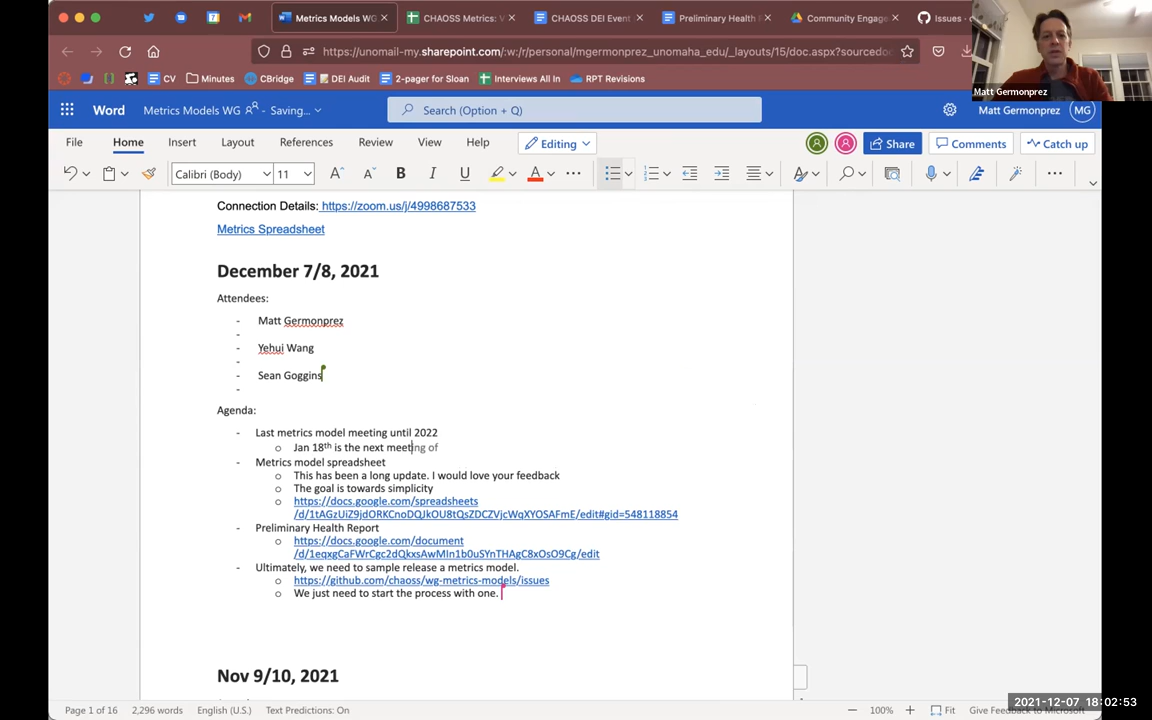 Metrics Models WG
CHAOSS Metrics: V
CHAOSS DEI Event
Preliminary Health
Community Engage
Issues · c
https://unomail-my.sharepoint.com/:w:/r/personal/mgermonprez_unomaha_edu/_layouts/15/doc.aspx?sourcedoc
CV
Minutes
CBridge
DEI Audit
2-pager for Sloan
Interviews All In
RPT Revisions
Matt Germonprez
Word
Metrics Models WG - Saving...
Search (Option + Q)
Matt Germonprez
MG
File Home Insert Layout References Review View Help
Editing
Share
Comments
Catch up
Calibri (Body)
11
Connection Details: https://zoom.us/j/4998687533
Metrics Spreadsheet
December 7/8, 2021
Attendees:
- Matt Germonprez
-
- Yehui Wang
-
- Sean Goggins
-
Agenda:
- Last metrics model meeting until 2022
o Jan 18th is the next meeting of
- Metrics model spreadsheet
o This has been a long update. I would love your feedback
o The goal is towards simplicity
o https://docs.google.com/spreadsheets
/d/1tAGzUiZ9jdORKCnoDQJkOU8tQsZDCZVjcWqXYOSAFmE/edit#gid=548118854
- Preliminary Health Report
o https://docs.google.com/document
/d/1eqxgCaFWrCgc2dQkxsAwMIn1b0uSYnTHAgC8xOsO9Cg/edit
- Ultimately, we need to sample release a metrics model.
o https://github.com/chaoss/wg-metrics-models/issues
o We just need to start the process with one.
Nov 9/10, 2021
Page 1 of 16
2,296 words
English (U.S.)
Text Predictions: On
100%
Fit
Give Feedback to Microsoft
2021-12-07 18:02:53